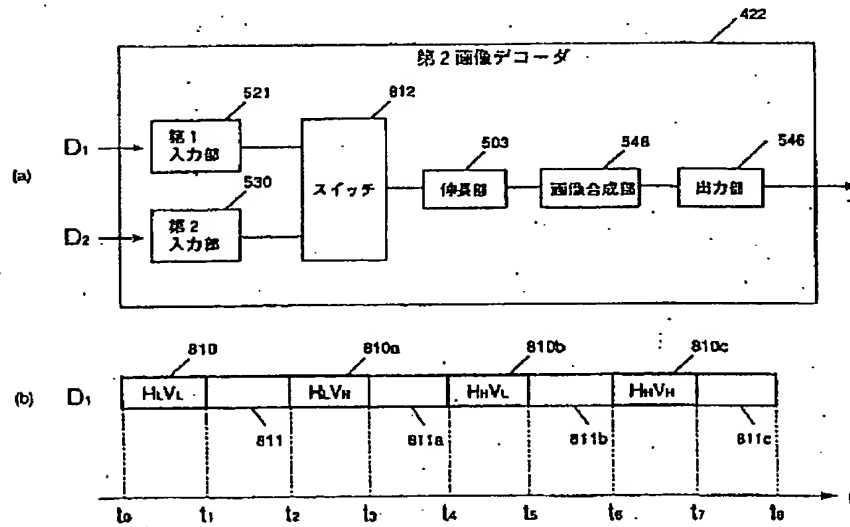 422
第2画像デコーダ
521
812
(a)
D₁
第1
入力部
スイッチ
503
伸長部
548
画像合成部
546
出力部
530
D₂
第2
入力部
810
810a
810b
810c
(b)
D₁
HLVL
HLVH
HHVL
HHVH
811
811a
811b
811c
t₀ t₁ t₂ t₃ t₄ t₅ t₆ t₇ t₈